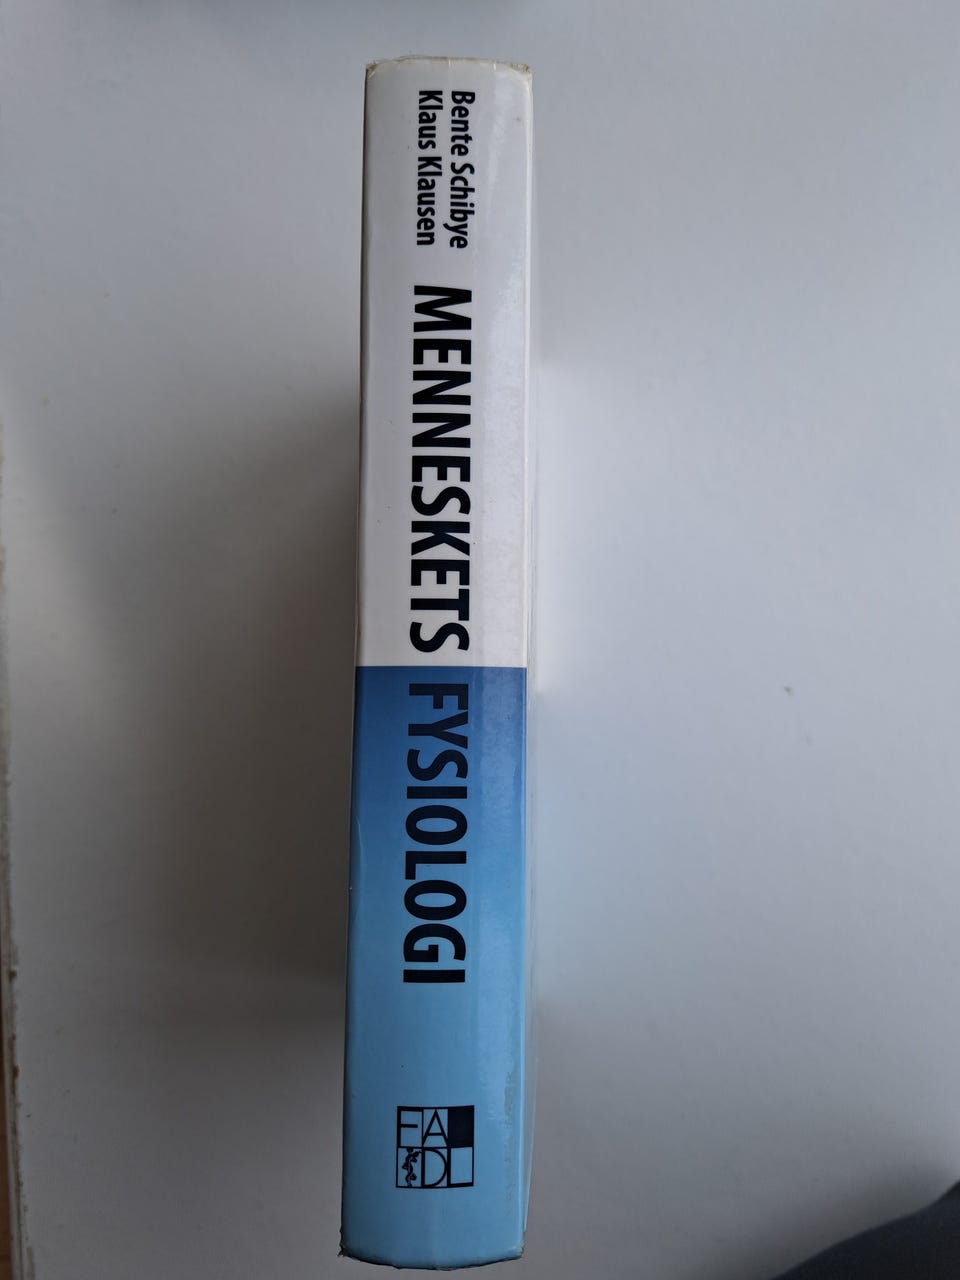 Bente Schibye
Klaus Klausen
MENNESKETS FYSIOLOGI
FADL